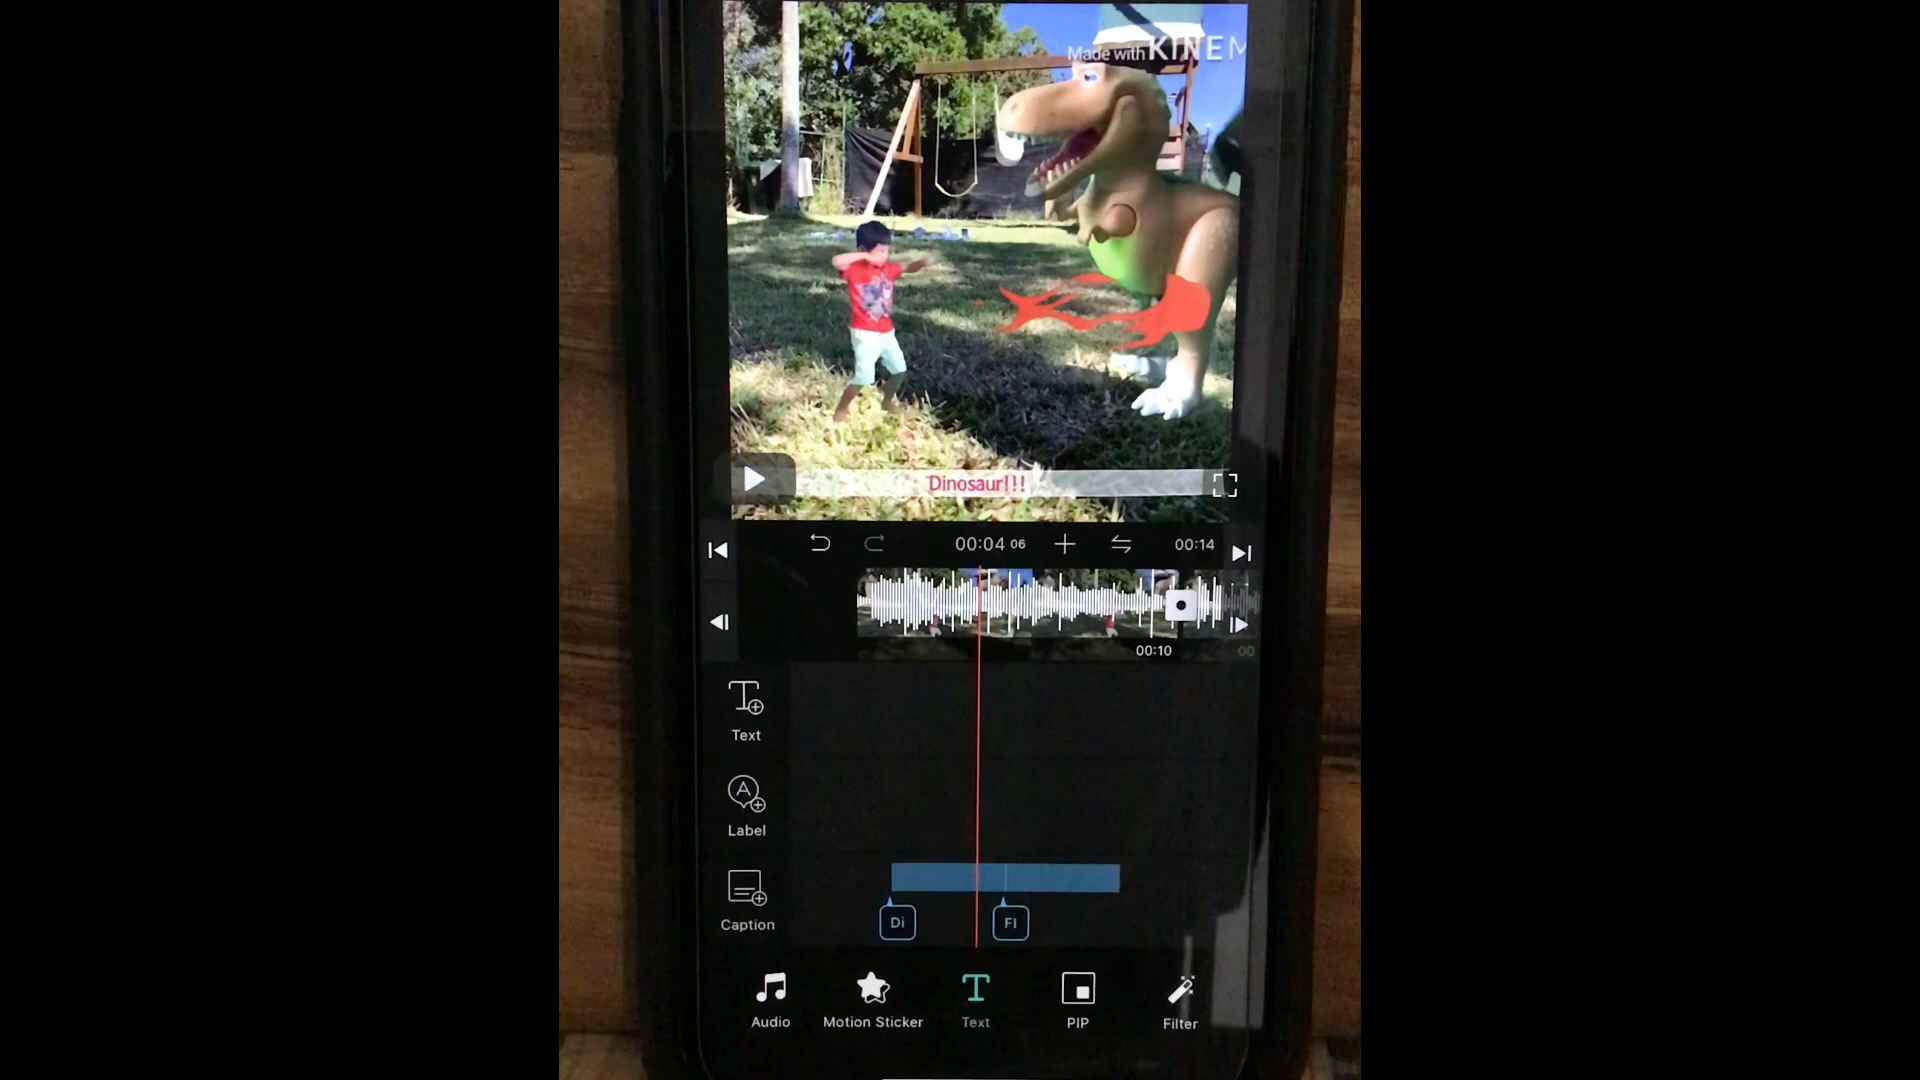 Made with KINEM
Dinosaur!!!
00:04 06
00:14
00:10
00
Text
Label
Caption
Di
Fl
Audio
Motion Sticker
Text
PIP
Filter